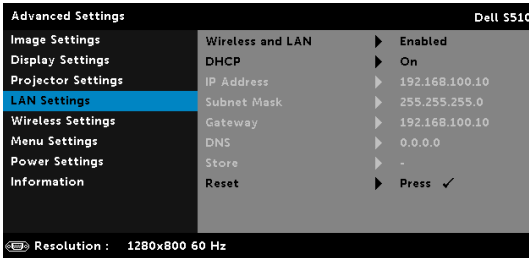 Advanced Settings Dell S510
Image Settings
Display Settings
Projector Settings
LAN Settings
Wireless Settings
Menu Settings
Power Settings
Information
Wireless and LAN Enabled
DHCP On
IP Address 192.168.100.10
Subnet Mask 255.255.255.0
Gateway 192.168.100.10
DNS 0.0.0.0
Store -
Reset Press ✓
Resolution : 1280x800 60 Hz